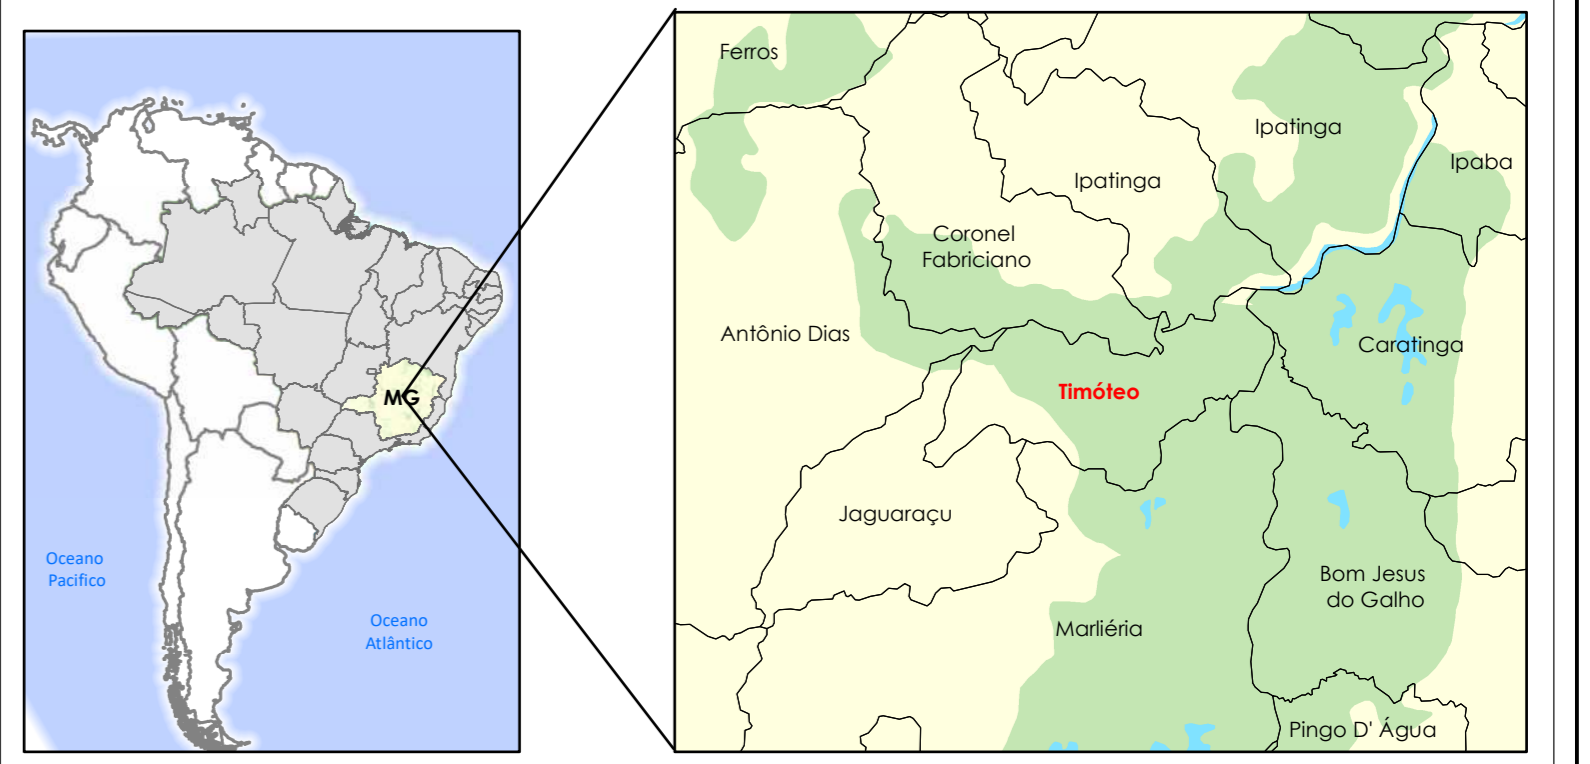 MG
Oceano
Pacifico
Oceano
Atlântico
Ferros
Ipatinga
Ipaba
Ipatinga
Coronel
Fabriciano
Antônio Dias
Caratinga
Timóteo
Jaguaraçu
Bom Jesus
do Galho
Marliéria
Pingo D' Água